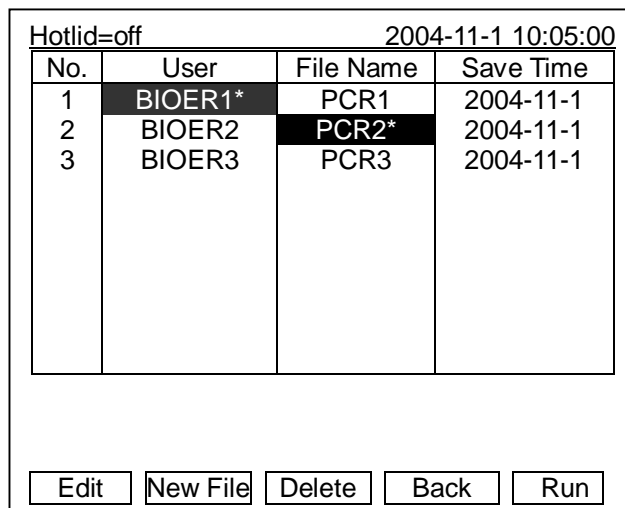 Hotlid=off 2004-11-1 10:05:00
No. User File Name Save Time
1 BIOER1* PCR1 2004-11-1
2 BIOER2 PCR2* 2004-11-1
3 BIOER3 PCR3 2004-11-1
Edit New File Delete Back Run